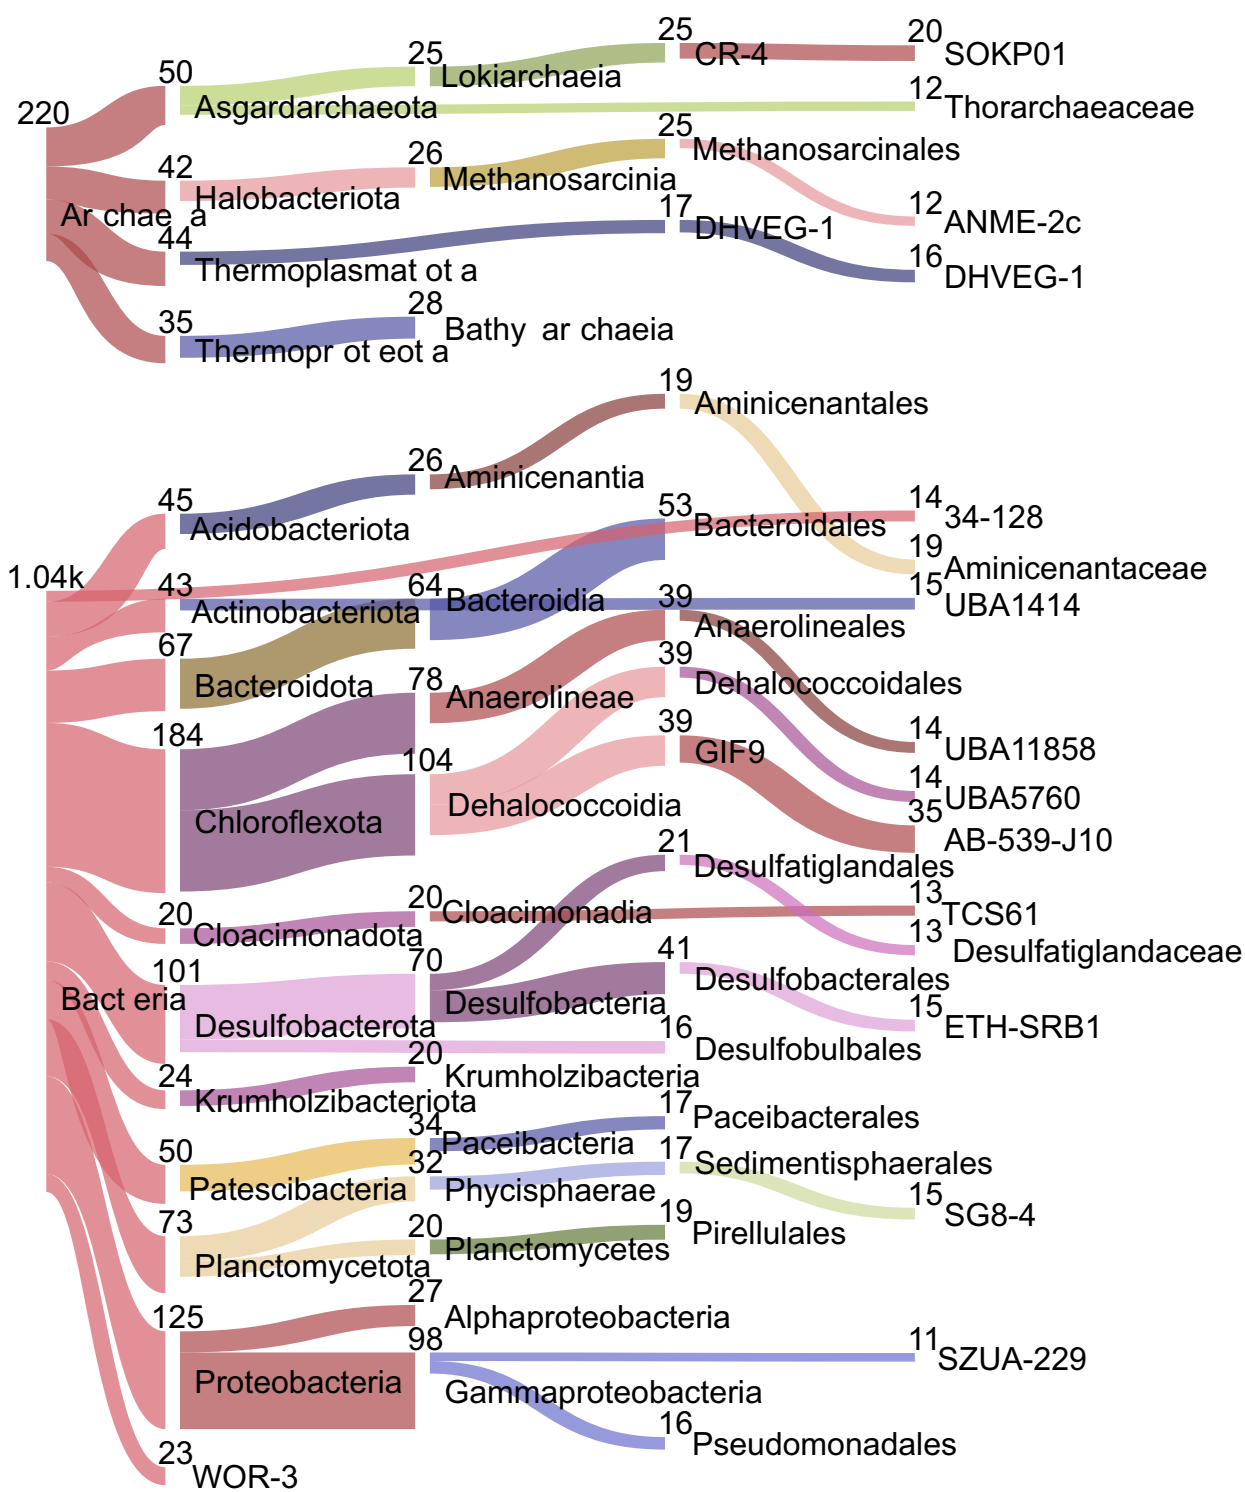 220
Ar chae a
50
Asgardarchaeota
25
Lokiarchaeia
25
CR-4
20
SOKP01
12
Thorarchaeaceae
42
Halobacteriota
26
Methanosarcinia
25
Methanosarcinales
12
ANME-2c
44
Thermoplasmat ot a
17
DHVEG-1
16
DHVEG-1
35
Thermopr ot eot a
28
Bathy ar chaeia
1.04k
Bact eria
45
Acidobacteriota
26
Aminicenantia
19
Aminicenantales
14
34-128
19
Aminicenantaceae
43
Actinobacteriota
15
UBA1414
67
Bacteroidota
64
Bacteroidia
53
Bacteroidales
184
Chloroflexota
78
Anaerolineae
39
Anaerolineales
14
UBA11858
104
Dehalococcoidia
39
Dehalococcoidales
14
UBA5760
39
GIF9
35
AB-539-J10
20
Cloacimonadota
20
Cloacimonadia
13
TCS61
101
Desulfobacterota
70
Desulfobacteria
21
Desulfatiglandales
13
Desulfatiglandaceae
41
Desulfobacterales
15
ETH-SRB1
16
Desulfobulbales
24
Krumholzibacteriota
20
Krumholzibacteria
50
Patescibacteria
34
Paceibacteria
17
Paceibacterales
73
Planctomycetota
32
Phycisphaerae
17
Sedimentisphaerales
15
SG8-4
20
Planctomycetes
19
Pirellulales
125
Proteobacteria
27
Alphaproteobacteria
98
Gammaproteobacteria
11
SZUA-229
16
Pseudomonadales
23
WOR-3